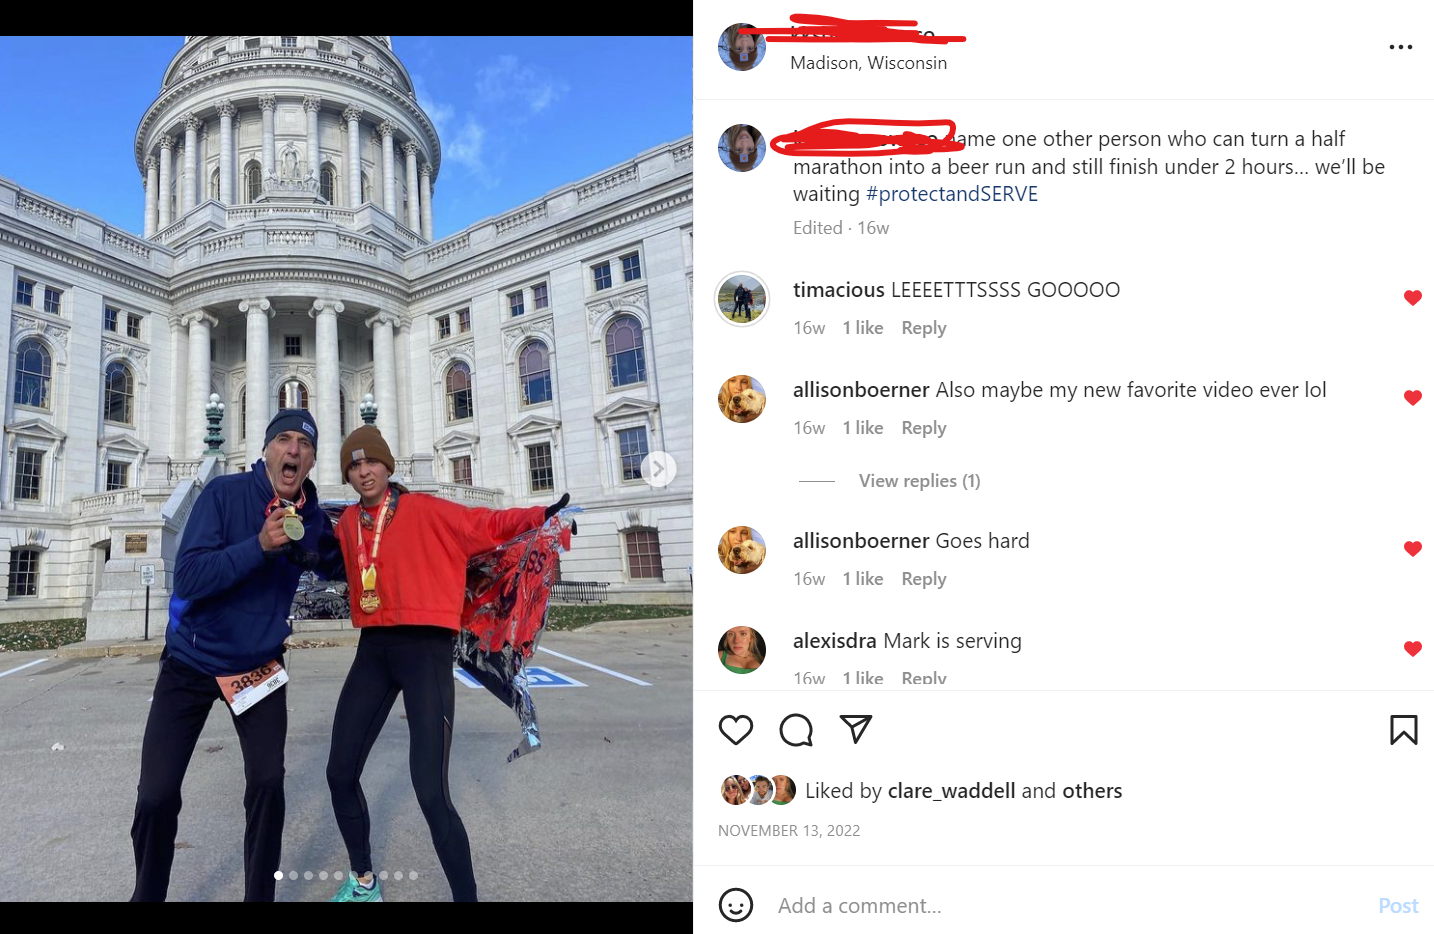 Madison, Wisconsin
ame one other person who can turn a half
marathon into a beer run and still finish under 2 hours... we'll be
waiting #protectandSERVE
Edited · 16w
timacious LEEEETTTSSSS GOOOOO
16w 1 like Reply
allisonboerner Also maybe my new favorite video ever lol
16w 1 like Reply
View replies (1)
allisonboerner Goes hard
16w 1 like Reply
alexisdra Mark is serving
16w 1 like Reply
Liked by clare_waddell and others
NOVEMBER 13, 2022
Add a comment...
Post
3836